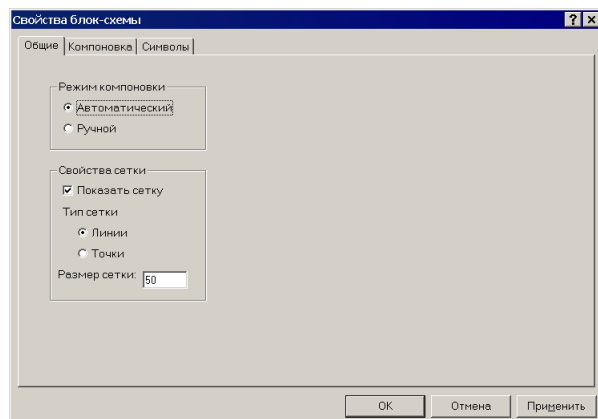 Свойства блок-схемы
Общие Компоновка Символы
Режим компоновки
Автоматический
Ручной
Свойства сетки
Показать сетку
Тип сетки
Линии
Точки
Размер сетки: 50
OK Отмена Применить